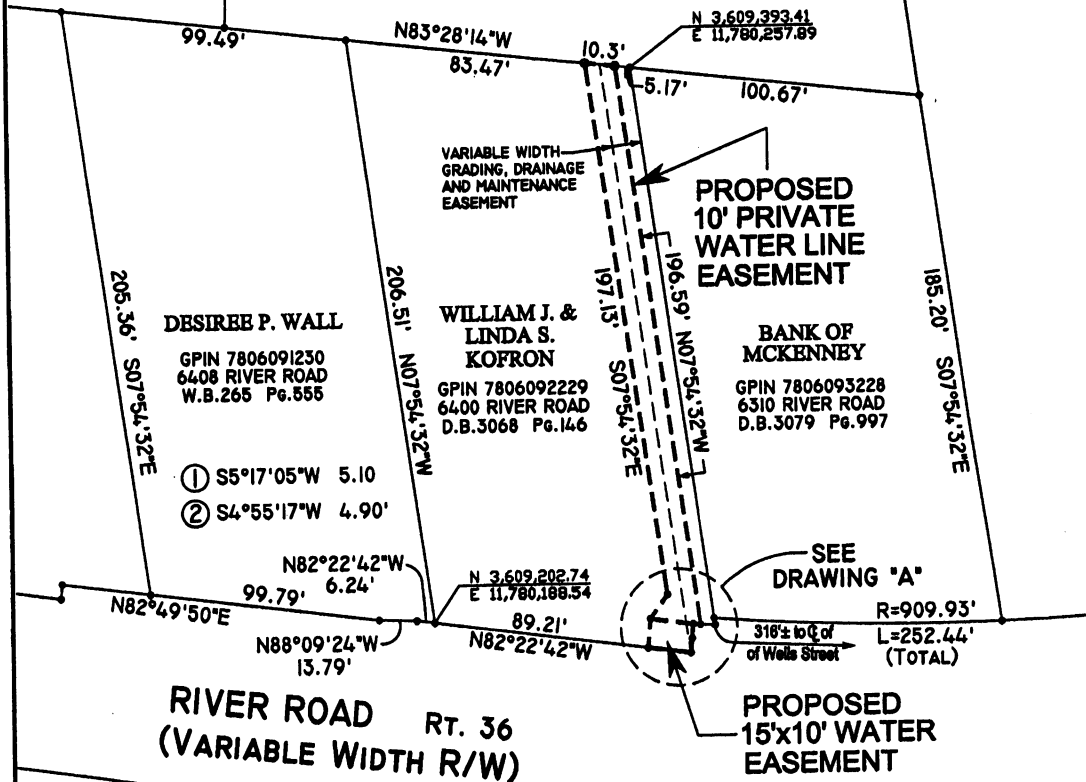 N 3,609,393.41
E 11,780,257.89
99.49'
N83°28'14"W
83.47'
10.3'
5.17'
100.67'
VARIABLE WIDTH
GRADING, DRAINAGE
AND MAINTENANCE
EASEMENT
PROPOSED
10' PRIVATE
WATER LINE
EASEMENT
205.36' S07°54'32"E
206.51' N07°54'32"W
197.13' S07°54'32"E
196.59' N07°54'32"W
185.20' S07°54'32"E
DESIREE P. WALL
GPIN 7806091230
6408 RIVER ROAD
W.B.265 PG.555
WILLIAM J. &
LINDA S.
KOFRON
GPIN 7806092229
6400 RIVER ROAD
D.B.3068 PG.146
BANK OF
MCKENNEY
GPIN 7806093228
6310 RIVER ROAD
D.B.3079 PG.997
① S5°17'05"W 5.10
② S4°55'17"W 4.90'
N82°22'42"W
6.24'
N 3,609,202.74
E 11,780,188.54
SEE
DRAWING "A"
N82°49'50"E
99.79'
N88°09'24"W
13.79'
89.21'
N82°22'42"W
316'± to ℄ of
of Wells Street
R=909.93'
L=252.44'
(TOTAL)
RIVER ROAD RT. 36
(VARIABLE WIDTH R/W)
PROPOSED
15'x10' WATER
EASEMENT